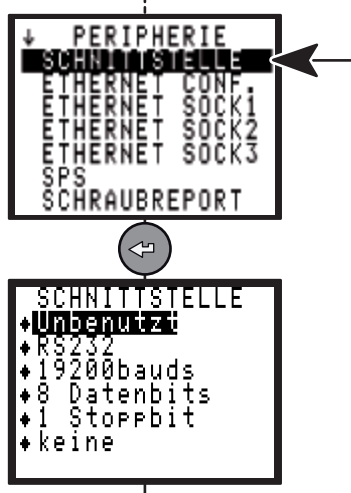 ↓ PERIPHERIE
SCHNITTSTELLE
ETHERNET CONF.
ETHERNET SOCK1
ETHERNET SOCK2
ETHERNET SOCK3
SPS
SCHRAUBREPORT
SCHNITTSTELLE
♦Unbenutzt
♦RS232
♦19200bauds
♦8 Datenbits
♦1 Stoppbit
♦keine